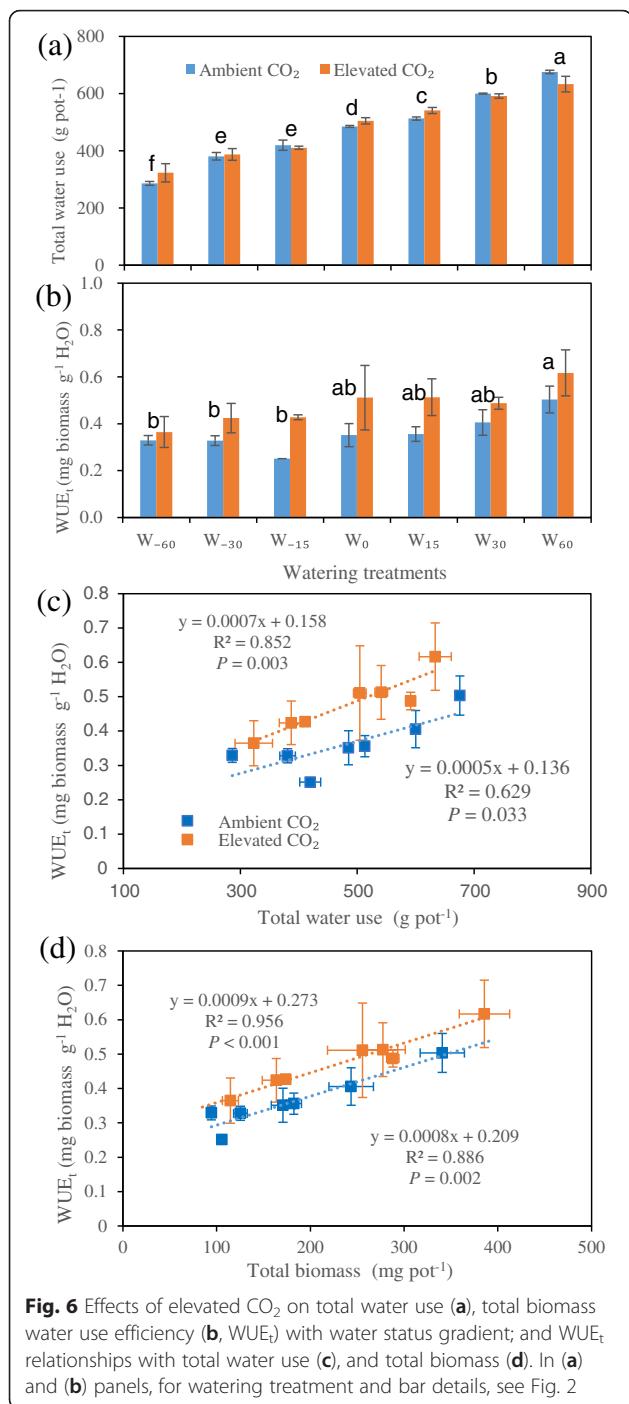 (a)
800
600
400
200
0
Total water use (g pot-1)
Ambient CO₂ Elevated CO₂
f e e d c b a
(b)
1.0
0.8
0.6
0.4
0.2
0.0
WUEₜ (mg biomass g⁻¹ H₂O)
b b b ab ab ab a
W₋₆₀ W₋₃₀ W₋₁₅ W₀ W₁₅ W₃₀ W₆₀
Watering treatments
(c)
0.8
0.7
0.6
0.5
0.4
0.3
0.2
0.1
0
WUEₜ (mg biomass g⁻¹ H₂O)
y = 0.0007x + 0.158
R² = 0.852
P = 0.003
y = 0.0005x + 0.136
R² = 0.629
P = 0.033
Ambient CO₂
Elevated CO₂
100 300 500 700 900
Total water use (g pot⁻¹)
(d)
0.8
0.7
0.6
0.5
0.4
0.3
0.2
0.1
0
WUEₜ (mg biomass g⁻¹ H₂O)
y = 0.0009x + 0.273
R² = 0.956
P < 0.001
y = 0.0008x + 0.209
R² = 0.886
P = 0.002
0 100 200 300 400 500
Total biomass (mg pot⁻¹)
Fig. 6 Effects of elevated CO₂ on total water use (a), total biomass
water use efficiency (b, WUEₜ) with water status gradient; and WUEₜ
relationships with total water use (c), and total biomass (d). In (a)
and (b) panels, for watering treatment and bar details, see Fig. 2